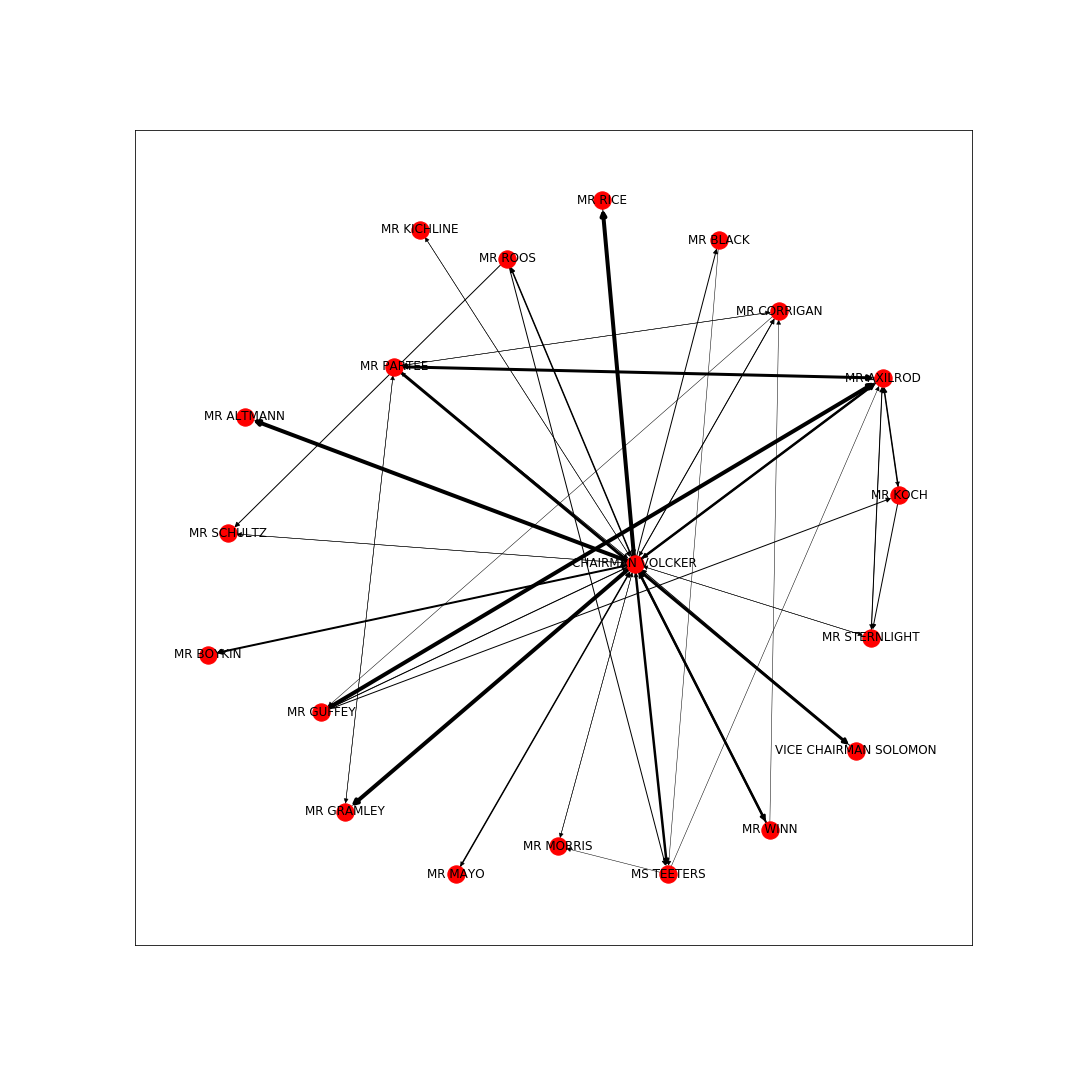 MR RICE
MR KICHLINE
MR BLACK
MR ROOS
MR CORRIGAN
MR PARTEE
MR AXILROD
MR ALTMANN
MR KOCH
MR SCHULTZ
CHAIRMAN VOLCKER
MR STERNLIGHT
MR BOYKIN
MR GUFFEY
VICE CHAIRMAN SOLOMON
MR GRAMLEY
MR WINN
MR MORRIS
MR MAYO
MS TEETERS